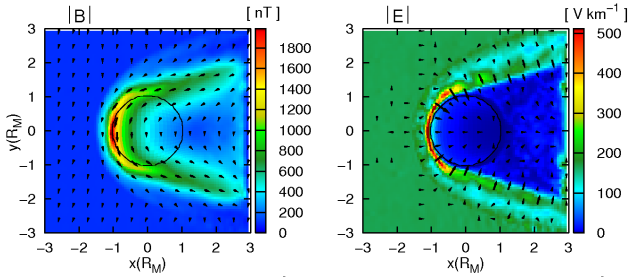 |B| [ nT ] |E| [ V km⁻¹ ]
3 1800 3 500
2 1600 2
1400 400
1 1200 1
y(R_M) 0 1000 0 300
800
−1 600 −1 200
−2 400 −2 100
200
−3 0 −3 0
−3 −2 −1 0 1 2 3 −3 −2 −1 0 1 2 3
x(R_M) x(R_M)